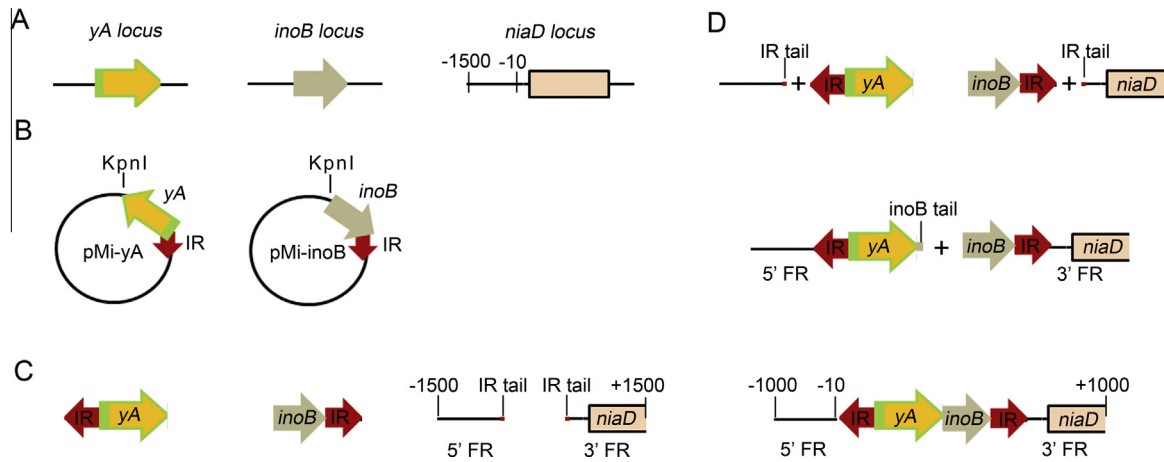 A
yA locus
inoB locus
niaD locus
-1500
-10
B
KpnI
yA
pMi-yA
IR
KpnI
inoB
pMi-inoB
IR
C
IR
yA
inoB
IR
-1500
IR tail
5' FR
IR tail
+1500
niaD
3' FR
D
IR tail
+
IR
yA
inoB
IR
+
IR tail
niaD
inoB tail
IR
yA
+
inoB
IR
niaD
5' FR
3' FR
-1000
-10
+1000
IR
yA
inoB
IR
niaD
5' FR
3' FR